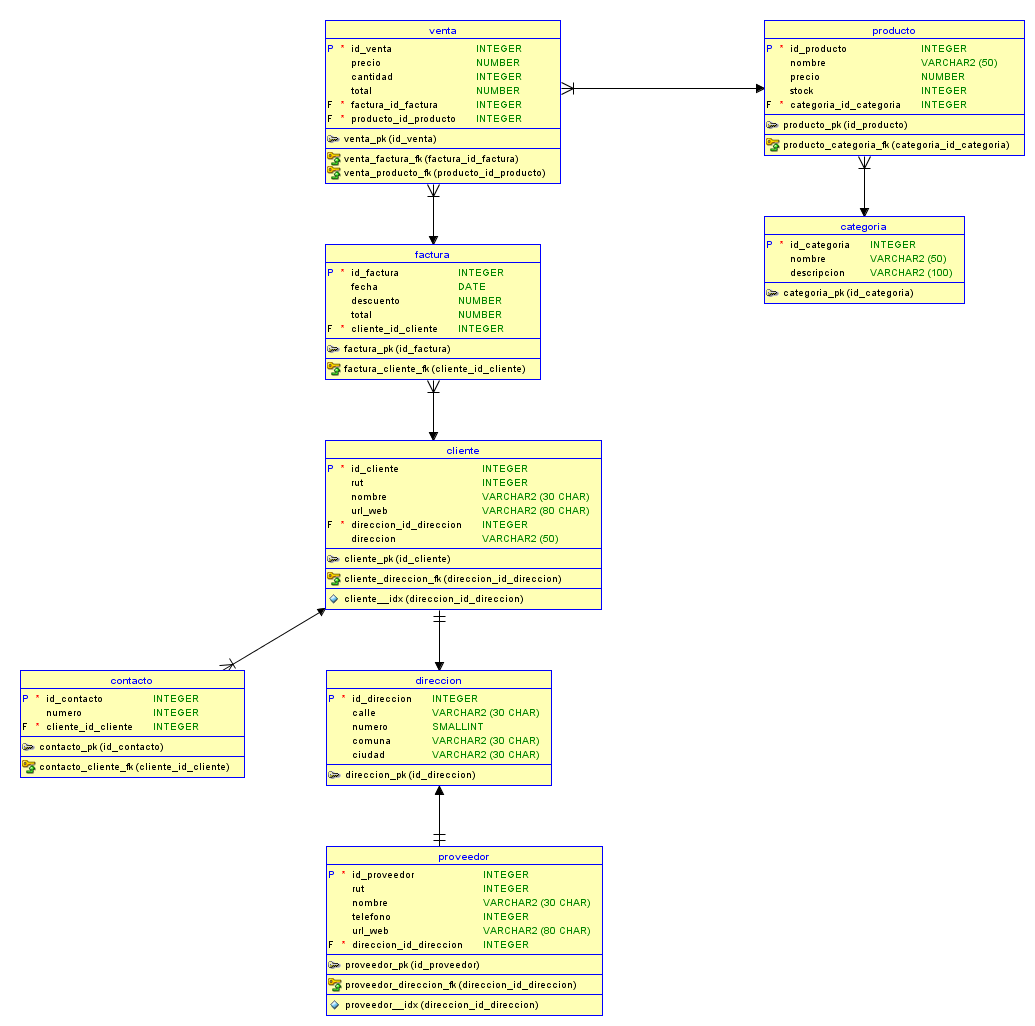 venta
P * id_venta INTEGER
precio NUMBER
cantidad INTEGER
total NUMBER
F * factura_id_factura INTEGER
F * producto_id_producto INTEGER
venta_pk (id_venta)
venta_factura_fk (factura_id_factura)
venta_producto_fk (producto_id_producto)
producto
P * id_producto INTEGER
nombre VARCHAR2 (50)
precio NUMBER
stock INTEGER
F * categoria_id_categoria INTEGER
producto_pk (id_producto)
producto_categoria_fk (categoria_id_categoria)
categoria
P * id_categoria INTEGER
nombre VARCHAR2 (50)
descripcion VARCHAR2 (100)
categoria_pk (id_categoria)
factura
P * id_factura INTEGER
fecha DATE
descuento NUMBER
total NUMBER
F * cliente_id_cliente INTEGER
factura_pk (id_factura)
factura_cliente_fk (cliente_id_cliente)
cliente
P * id_cliente INTEGER
rut INTEGER
nombre VARCHAR2 (30 CHAR)
url_web VARCHAR2 (80 CHAR)
F * direccion_id_direccion INTEGER
direccion VARCHAR2 (50)
cliente_pk (id_cliente)
cliente_direccion_fk (direccion_id_direccion)
cliente__idx (direccion_id_direccion)
contacto
P * id_contacto INTEGER
numero INTEGER
F * cliente_id_cliente INTEGER
contacto_pk (id_contacto)
contacto_cliente_fk (cliente_id_cliente)
direccion
P * id_direccion INTEGER
calle VARCHAR2 (30 CHAR)
numero SMALLINT
comuna VARCHAR2 (30 CHAR)
ciudad VARCHAR2 (30 CHAR)
direccion_pk (id_direccion)
proveedor
P * id_proveedor INTEGER
rut INTEGER
nombre VARCHAR2 (30 CHAR)
telefono INTEGER
url_web VARCHAR2 (80 CHAR)
F * direccion_id_direccion INTEGER
proveedor_pk (id_proveedor)
proveedor_direccion_fk (direccion_id_direccion)
proveedor__idx (direccion_id_direccion)